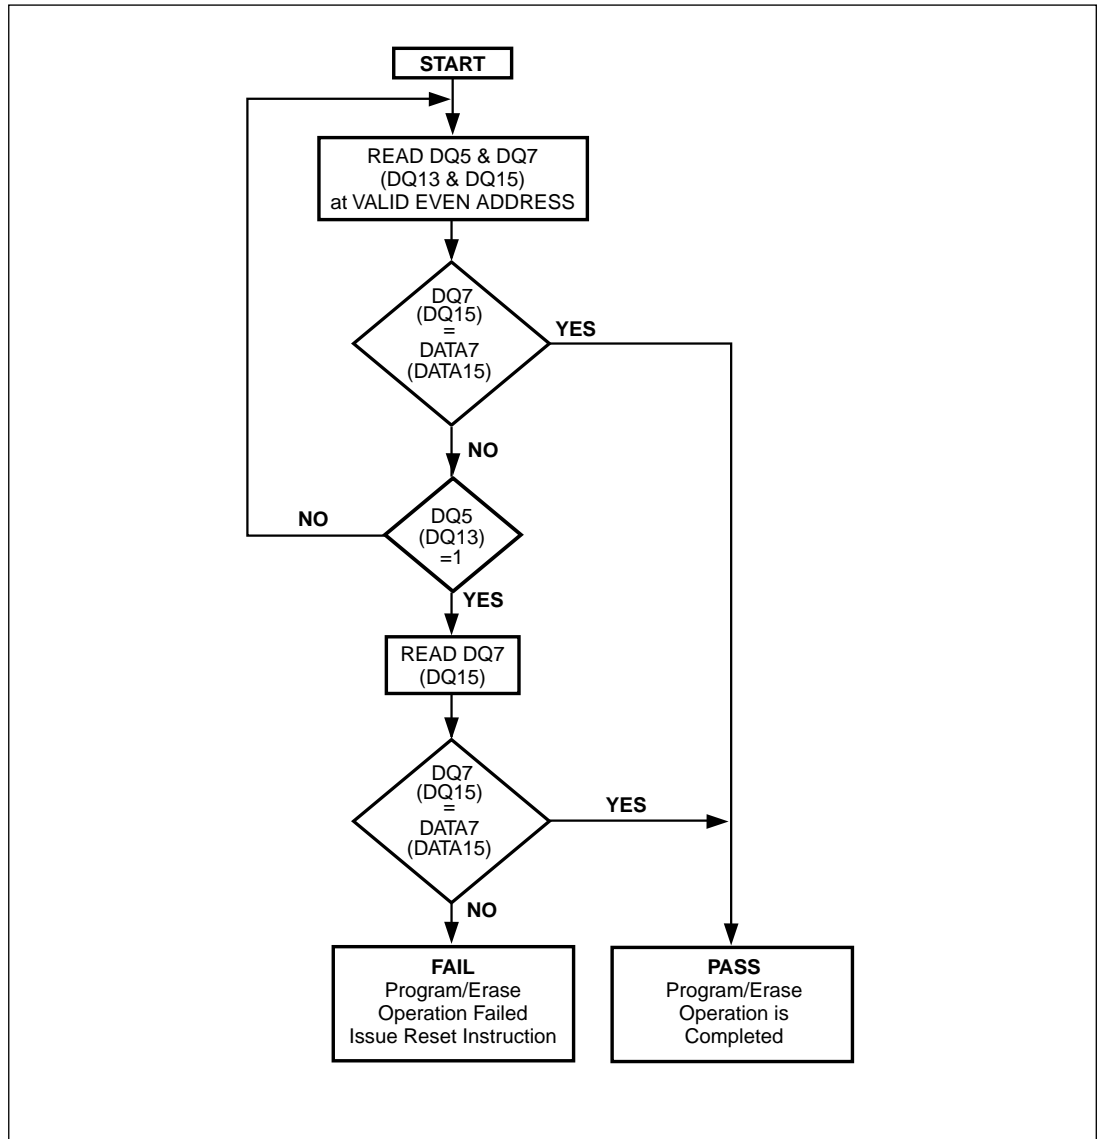 START
READ DQ5 & DQ7
(DQ13 & DQ15)
at VALID EVEN ADDRESS
DQ7
(DQ15)
=
DATA7
(DATA15)
YES
NO
DQ5
(DQ13)
=1
NO
YES
READ DQ7
(DQ15)
DQ7
(DQ15)
=
DATA7
(DATA15)
YES
NO
FAIL
Program/Erase
Operation Failed
Issue Reset Instruction
PASS
Program/Erase
Operation is
Completed